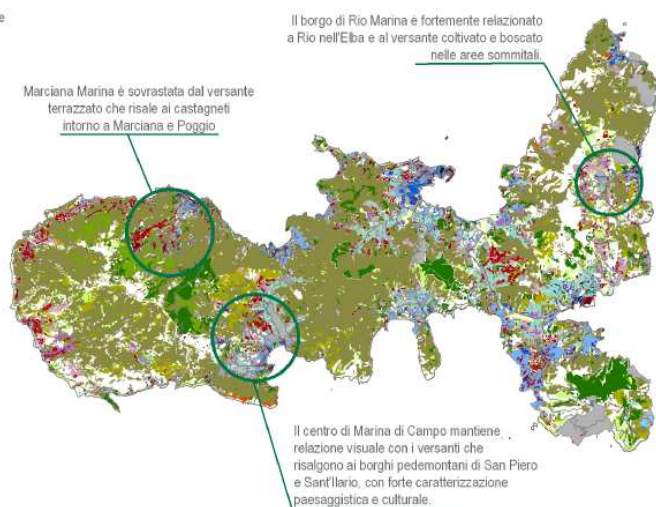 e
Il borgo di Rio Marina è fortemente relazionato
a Rio nell'Elba e al versante coltivato e boscato
nelle aree sommitali.
Marciana Marina è sovrastata dal versante
terrazzato che risale ai castagneti
intorno a Marciana e Poggio
Il centro di Marina di Campo mantiene
relazione visuale con i versanti che
risalgono ai borghi pedemontani di San Piero
e Sant'Ilario, con forte caratterizzazione
paesaggistica e culturale.